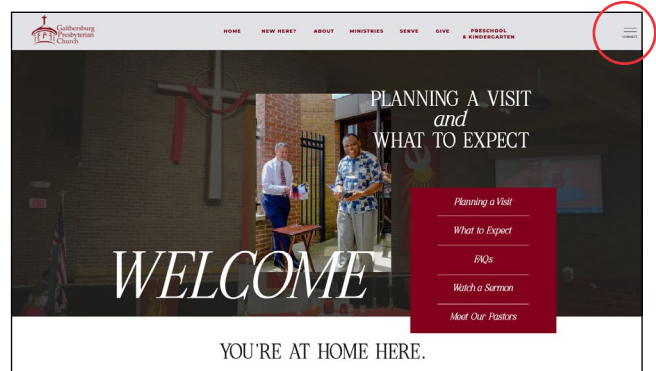 Gaithersburg
Presbyterian
Church
HOME NEW HERE? ABOUT MINISTRIES SERVE GIVE PRESCHOOL
& KINDERGARTEN
CONNECT
PLANNING A VISIT
and
WHAT TO EXPECT
Planning a Visit
What to Expect
FAQs
Watch a Sermon
Meet Our Pastors
WELCOME
YOU'RE AT HOME HERE.